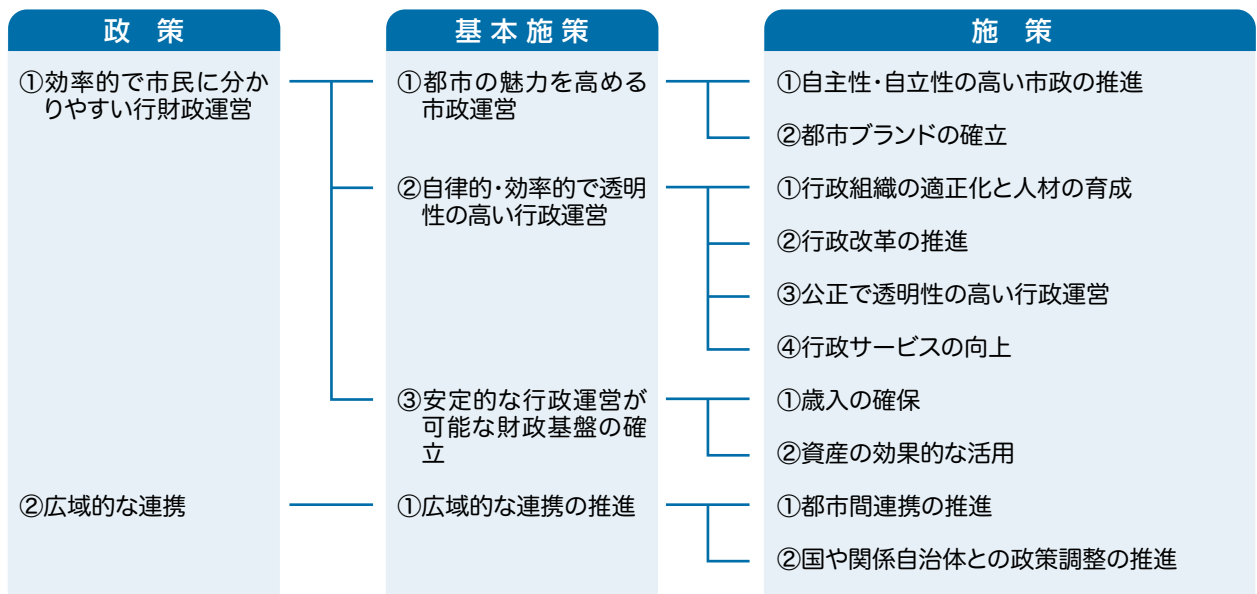 政　策
基本施策
施　策
①効率的で市民に分か
りやすい行財政運営
①都市の魅力を高める
市政運営
①自主性・自立性の高い市政の推進
②都市ブランドの確立
②自律的・効率的で透明
性の高い行政運営
①行政組織の適正化と人材の育成
②行政改革の推進
③公正で透明性の高い行政運営
④行政サービスの向上
③安定的な行政運営が
可能な財政基盤の確
立
①歳入の確保
②資産の効果的な活用
②広域的な連携
①広域的な連携の推進
①都市間連携の推進
②国や関係自治体との政策調整の推進